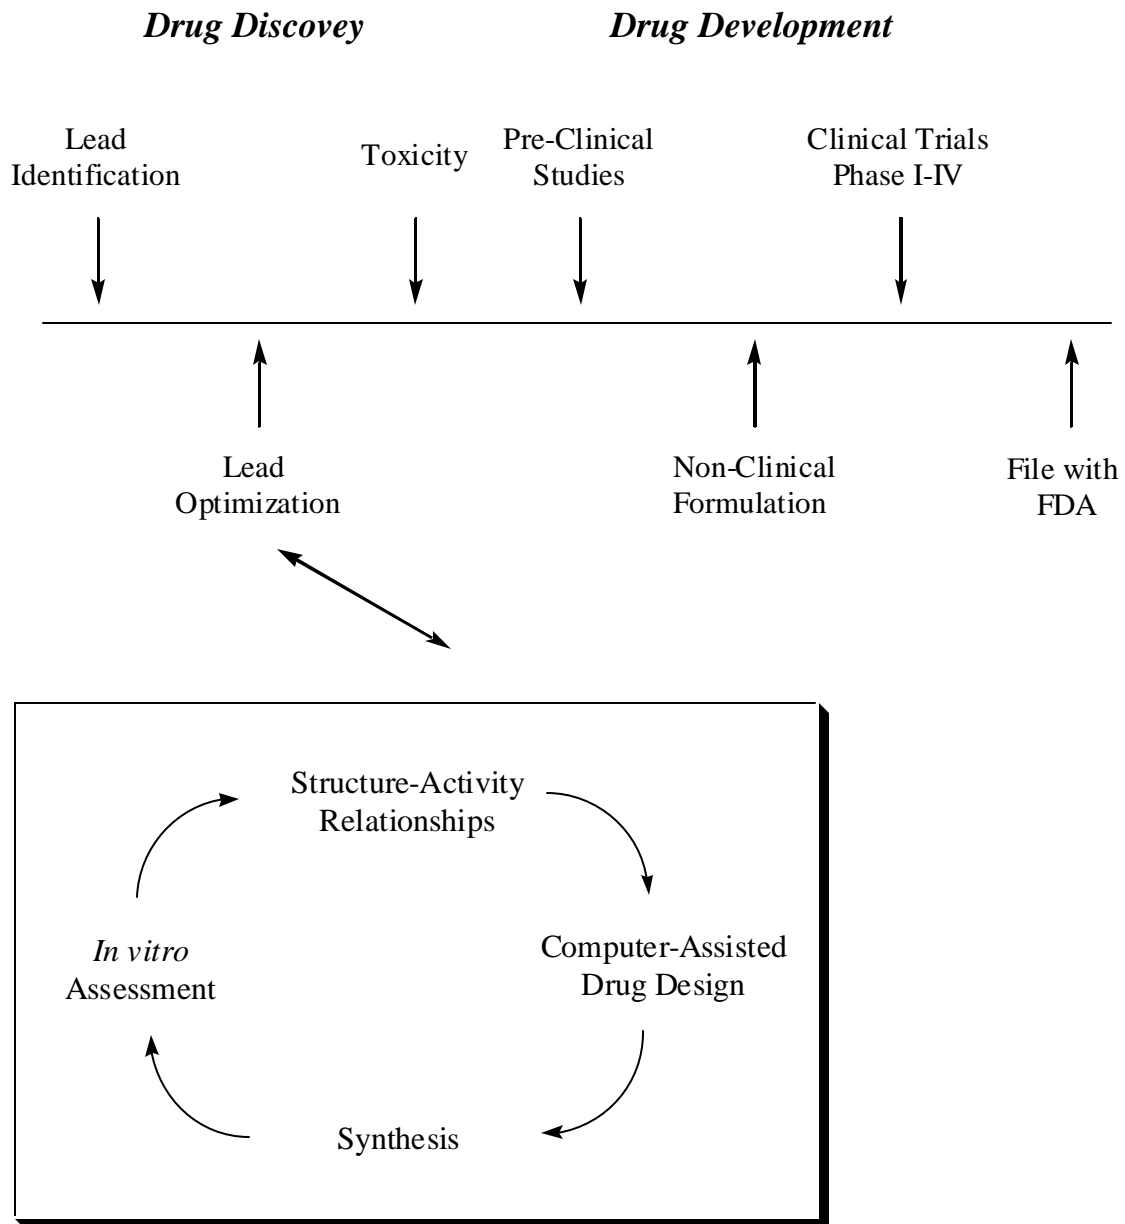 Drug Discovey
Drug Development
Lead
Identification
Toxicity
Pre-Clinical
Studies
Clinical Trials
Phase I-IV
Lead
Optimization
Non-Clinical
Formulation
File with
FDA
Structure-Activity
Relationships
Computer-Assisted
Drug Design
In vitro
Assessment
Synthesis